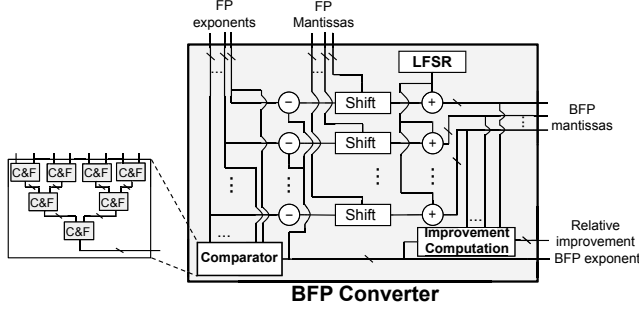 FP
exponents
FP
Mantissas
LFSR
−
Shift
+
BFP
mantissas
−
Shift
+
C&F C&F C&F C&F
C&F C&F
C&F
−
Shift
+
Relative
improvement
Improvement
Computation
Comparator
BFP exponent
BFP Converter